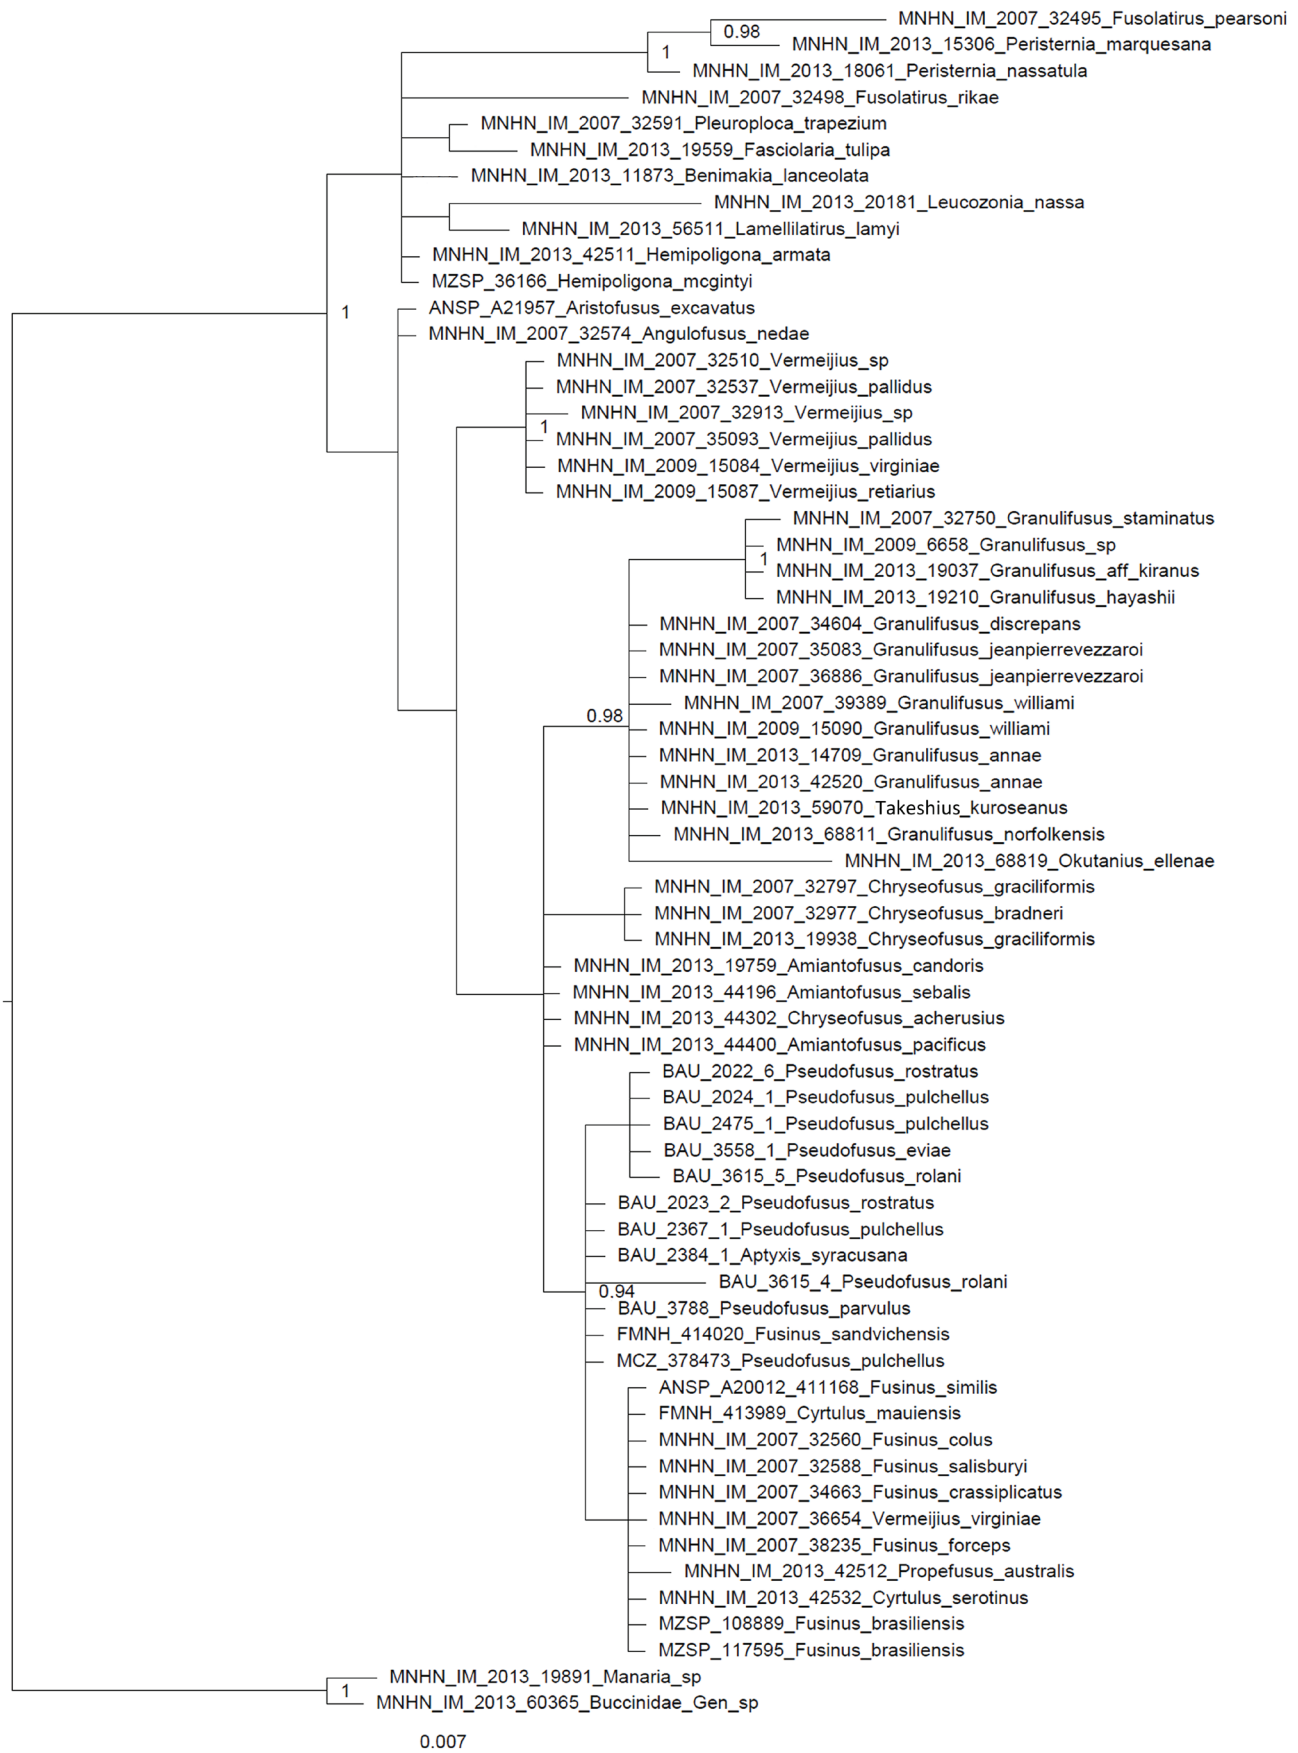 MNHN_IM_2007_32495_Fusolatirus_pearsoni
0.98
MNHN_IM_2013_15306_Peristernia_marquesana
1
MNHN_IM_2013_18061_Peristernia_nassatula
MNHN_IM_2007_32498_Fusolatirus_rikae
MNHN_IM_2007_32591_Pleuroploca_trapezium
MNHN_IM_2013_19559_Fasciolaria_tulipa
MNHN_IM_2013_11873_Benimakia_lanceolata
MNHN_IM_2013_20181_Leucozonia_nassa
MNHN_IM_2013_56511_Lamellilatirus_lamyi
MNHN_IM_2013_42511_Hemipoligona_armata
MZSP_36166_Hemipoligona_mcgintyi
ANSP_A21957_Aristofusus_excavatus
1
MNHN_IM_2007_32574_Angulofusus_nedae
MNHN_IM_2007_32510_Vermeijius_sp
MNHN_IM_2007_32537_Vermeijius_pallidus
MNHN_IM_2007_32913_Vermeijius_sp
1
MNHN_IM_2007_35093_Vermeijius_pallidus
MNHN_IM_2009_15084_Vermeijius_virginiae
MNHN_IM_2009_15087_Vermeijius_retiarius
MNHN_IM_2007_32750_Granulifusus_staminatus
MNHN_IM_2009_6658_Granulifusus_sp
1
MNHN_IM_2013_19037_Granulifusus_aff_kiranus
MNHN_IM_2013_19210_Granulifusus_hayashii
MNHN_IM_2007_34604_Granulifusus_discrepans
MNHN_IM_2007_35083_Granulifusus_jeanpierrevezzaroi
MNHN_IM_2007_36886_Granulifusus_jeanpierrevezzaroi
MNHN_IM_2007_39389_Granulifusus_williami
0.98
MNHN_IM_2009_15090_Granulifusus_williami
MNHN_IM_2013_14709_Granulifusus_annae
MNHN_IM_2013_42520_Granulifusus_annae
MNHN_IM_2013_59070_Takeshius_kuroseanus
MNHN_IM_2013_68811_Granulifusus_norfolkensis
MNHN_IM_2013_68819_Okutanius_ellenae
MNHN_IM_2007_32797_Chryseofusus_graciliformis
MNHN_IM_2007_32977_Chryseofusus_bradneri
MNHN_IM_2013_19938_Chryseofusus_graciliformis
MNHN_IM_2013_19759_Amiantofusus_candoris
MNHN_IM_2013_44196_Amiantofusus_sebalis
MNHN_IM_2013_44302_Chryseofusus_acherusius
MNHN_IM_2013_44400_Amiantofusus_pacificus
BAU_2022_6_Pseudofusus_rostratus
BAU_2024_1_Pseudofusus_pulchellus
BAU_2475_1_Pseudofusus_pulchellus
BAU_3558_1_Pseudofusus_eviae
BAU_3615_5_Pseudofusus_rolani
BAU_2023_2_Pseudofusus_rostratus
BAU_2367_1_Pseudofusus_pulchellus
BAU_2384_1_Aptyxis_syracusana
BAU_3615_4_Pseudofusus_rolani
0.94
BAU_3788_Pseudofusus_parvulus
FMNH_414020_Fusinus_sandvichensis
MCZ_378473_Pseudofusus_pulchellus
ANSP_A20012_411168_Fusinus_similis
FMNH_413989_Cyrtulus_mauiensis
MNHN_IM_2007_32560_Fusinus_colus
MNHN_IM_2007_32588_Fusinus_salisburyi
MNHN_IM_2007_34663_Fusinus_crassiplicatus
MNHN_IM_2007_36654_Vermeijius_virginiae
MNHN_IM_2007_38235_Fusinus_forceps
MNHN_IM_2013_42512_Propefusus_australis
MNHN_IM_2013_42532_Cyrtulus_serotinus
MZSP_108889_Fusinus_brasiliensis
MZSP_117595_Fusinus_brasiliensis
MNHN_IM_2013_19891_Manaria_sp
1
MNHN_IM_2013_60365_Buccinidae_Gen_sp
0.007